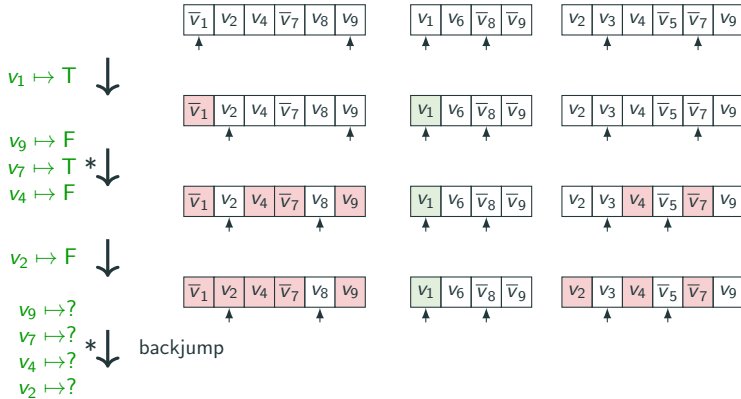 v̅₁ v₂ v₄ v̅₇ v₈ v₉ v₁ v₆ v̅₈ v̅₉ v₂ v₃ v₄ v̅₅ v̅₇ v₉
v₁ ↦ T
v̅₁ v₂ v₄ v̅₇ v₈ v₉ v₁ v₆ v̅₈ v̅₉ v₂ v₃ v₄ v̅₅ v̅₇ v₉
v₉ ↦ F
v₇ ↦ T *
v₄ ↦ F
v̅₁ v₂ v₄ v̅₇ v₈ v₉ v₁ v₆ v̅₈ v̅₉ v₂ v₃ v₄ v̅₅ v̅₇ v₉
v₂ ↦ F
v̅₁ v₂ v₄ v̅₇ v₈ v₉ v₁ v₆ v̅₈ v̅₉ v₂ v₃ v₄ v̅₅ v̅₇ v₉
v₉ ↦?
v₇ ↦?
* backjump
v₄ ↦?
v₂ ↦?